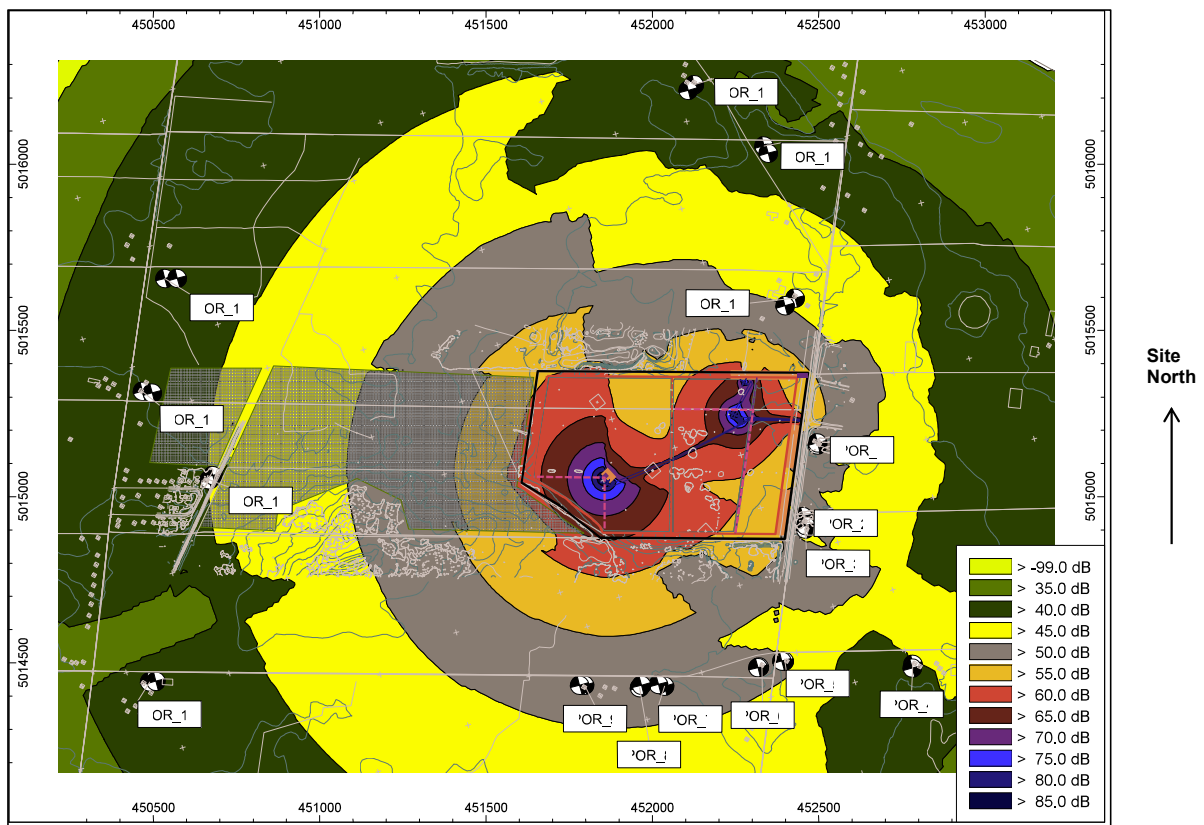 450500 451000 451500 452000 452500 453000
5016000
5016000
5015500
5015500
5015000
5015000
5014500
5014500
OR_1
OR_1
OR_1
OR_1
OR_1
OR_1
OR_1
Site
North
> -99.0 dB
> 35.0 dB
> 40.0 dB
> 45.0 dB
> 50.0 dB
> 55.0 dB
> 60.0 dB
> 65.0 dB
> 70.0 dB
> 75.0 dB
> 80.0 dB
> 85.0 dB
450500 451000 451500 452000 452500 453000